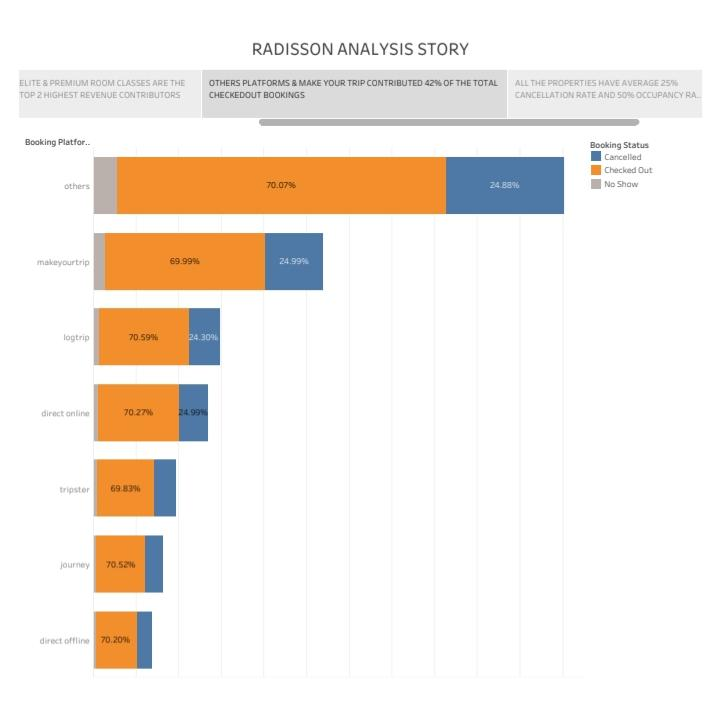 RADISSON ANALYSIS STORY
ELITE & PREMIUM ROOM CLASSES ARE THE
TOP 2 HIGHEST REVENUE CONTRIBUTORS
OTHERS PLATFORMS & MAKE YOUR TRIP CONTRIBUTED 42% OF THE TOTAL
CHECKEDOUT BOOKINGS
ALL THE PROPERTIES HAVE AVERAGE 25%
CANCELLATION RATE AND 50% OCCUPANCY RA..
Booking Platfor..
Booking Status
Cancelled
Checked Out
No Show
others
70.07%
24.88%
makeyourtrip
69.99%
24.99%
logtrip
70.59%
24.30%
direct online
70.27%
24.99%
tripster
69.83%
journey
70.52%
direct offline
70.20%